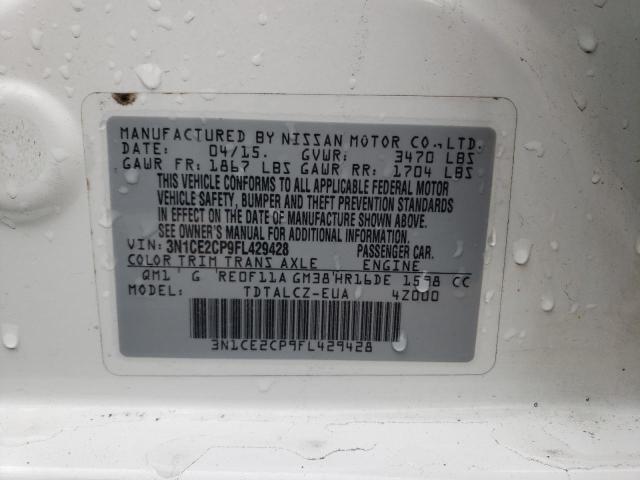 MANUFACTURED BY NISSAN MOTOR CO.,LTD.
DATE: 04/15. GVWR: 3470 LBS
GAWR FR: 1867 LBS GAWR RR: 1704 LBS
THIS VEHICLE CONFORMS TO ALL APPLICABLE FEDERAL MOTOR
VEHICLE SAFETY, BUMPER, AND THEFT PREVENTION STANDARDS
IN EFFECT ON THE DATE OF MANUFACTURE SHOWN ABOVE.
SEE OWNER'S MANUAL FOR ADDITIONAL INFORMATION.
VIN: 3N1CE2CP9FL429428 PASSENGER CAR.
COLOR TRIM TRANS AXLE ENGINE
QM1 G RE0F11A GM38 HR16DE 1598 CC
MODEL: TDTALCZ-EUA 4Z000
3N1CE2CP9FL429428